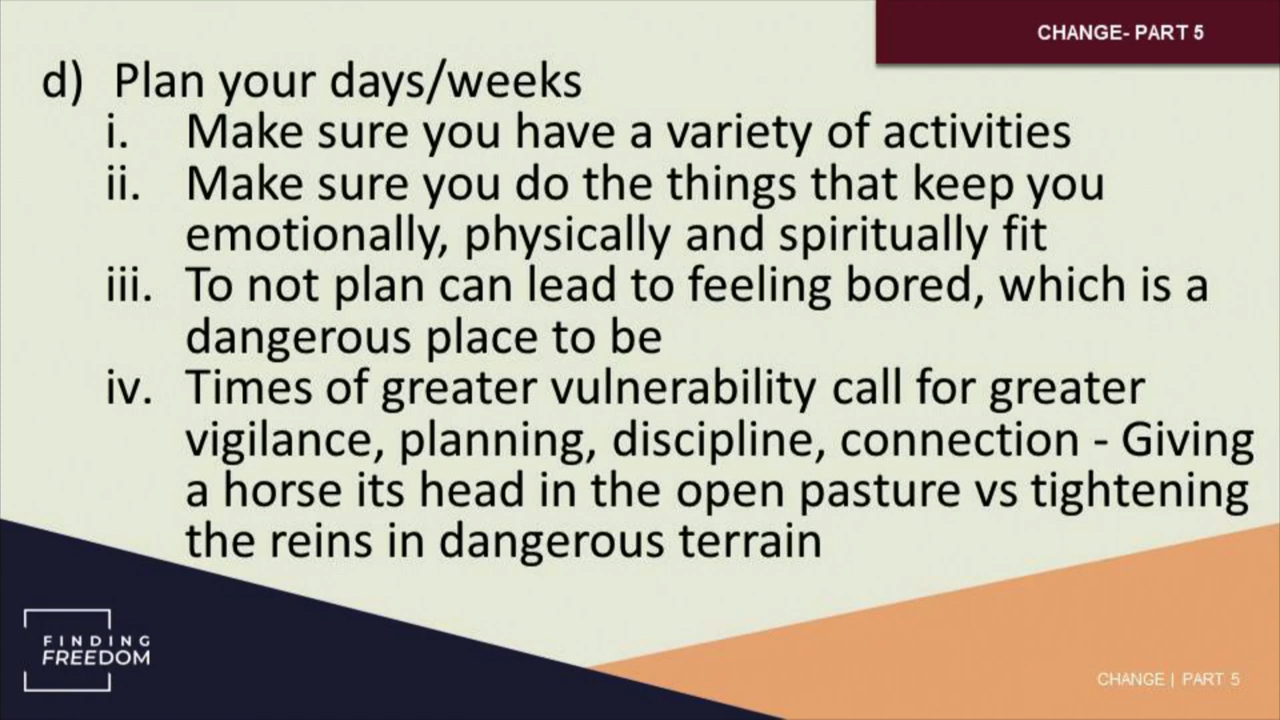 CHANGE- PART 5
d) Plan your days/weeks
i. Make sure you have a variety of activities
ii. Make sure you do the things that keep you
emotionally, physically and spiritually fit
iii. To not plan can lead to feeling bored, which is a
dangerous place to be
iv. Times of greater vulnerability call for greater
vigilance, planning, discipline, connection - Giving
a horse its head in the open pasture vs tightening
the reins in dangerous terrain
FINDING
FREEDOM
CHANGE | PART 5